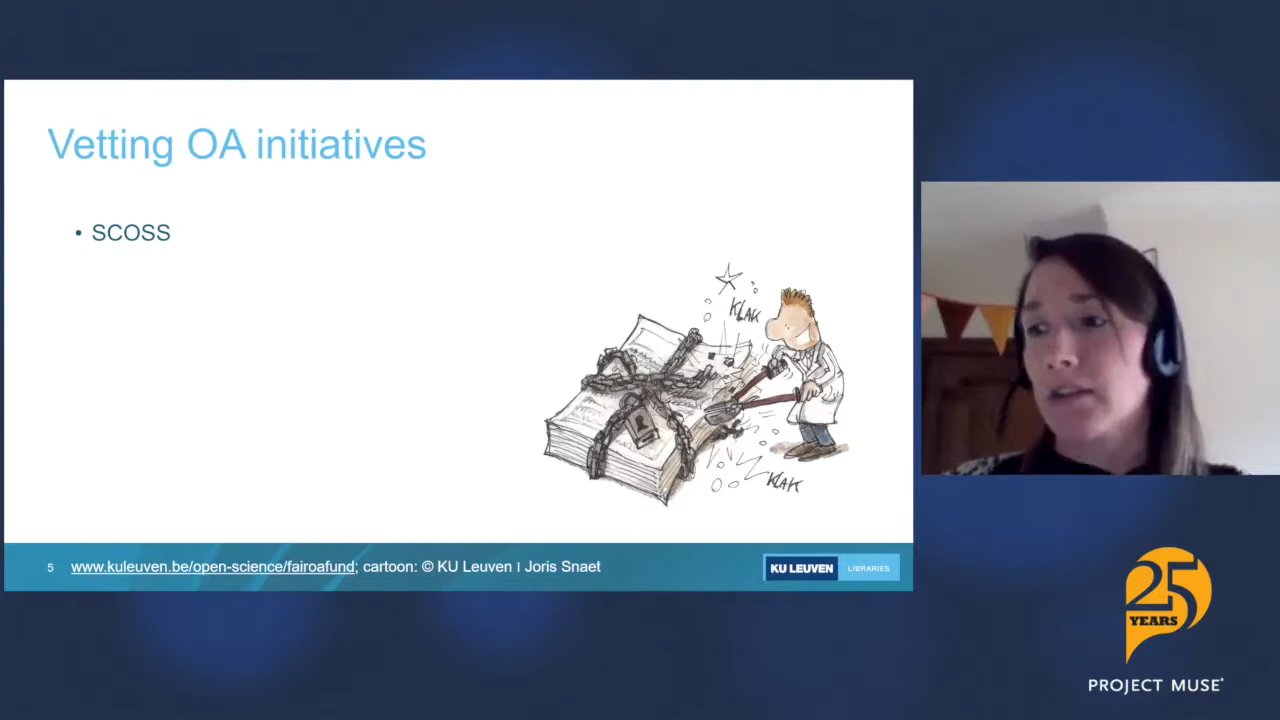 Vetting OA initiatives
• SCOSS
KLAK
KLAK
5 www.kuleuven.be/open-science/fairoafund; cartoon: © KU Leuven I Joris Snaet
KU LEUVEN LIBRARIES
25
YEARS
PROJECT MUSE®